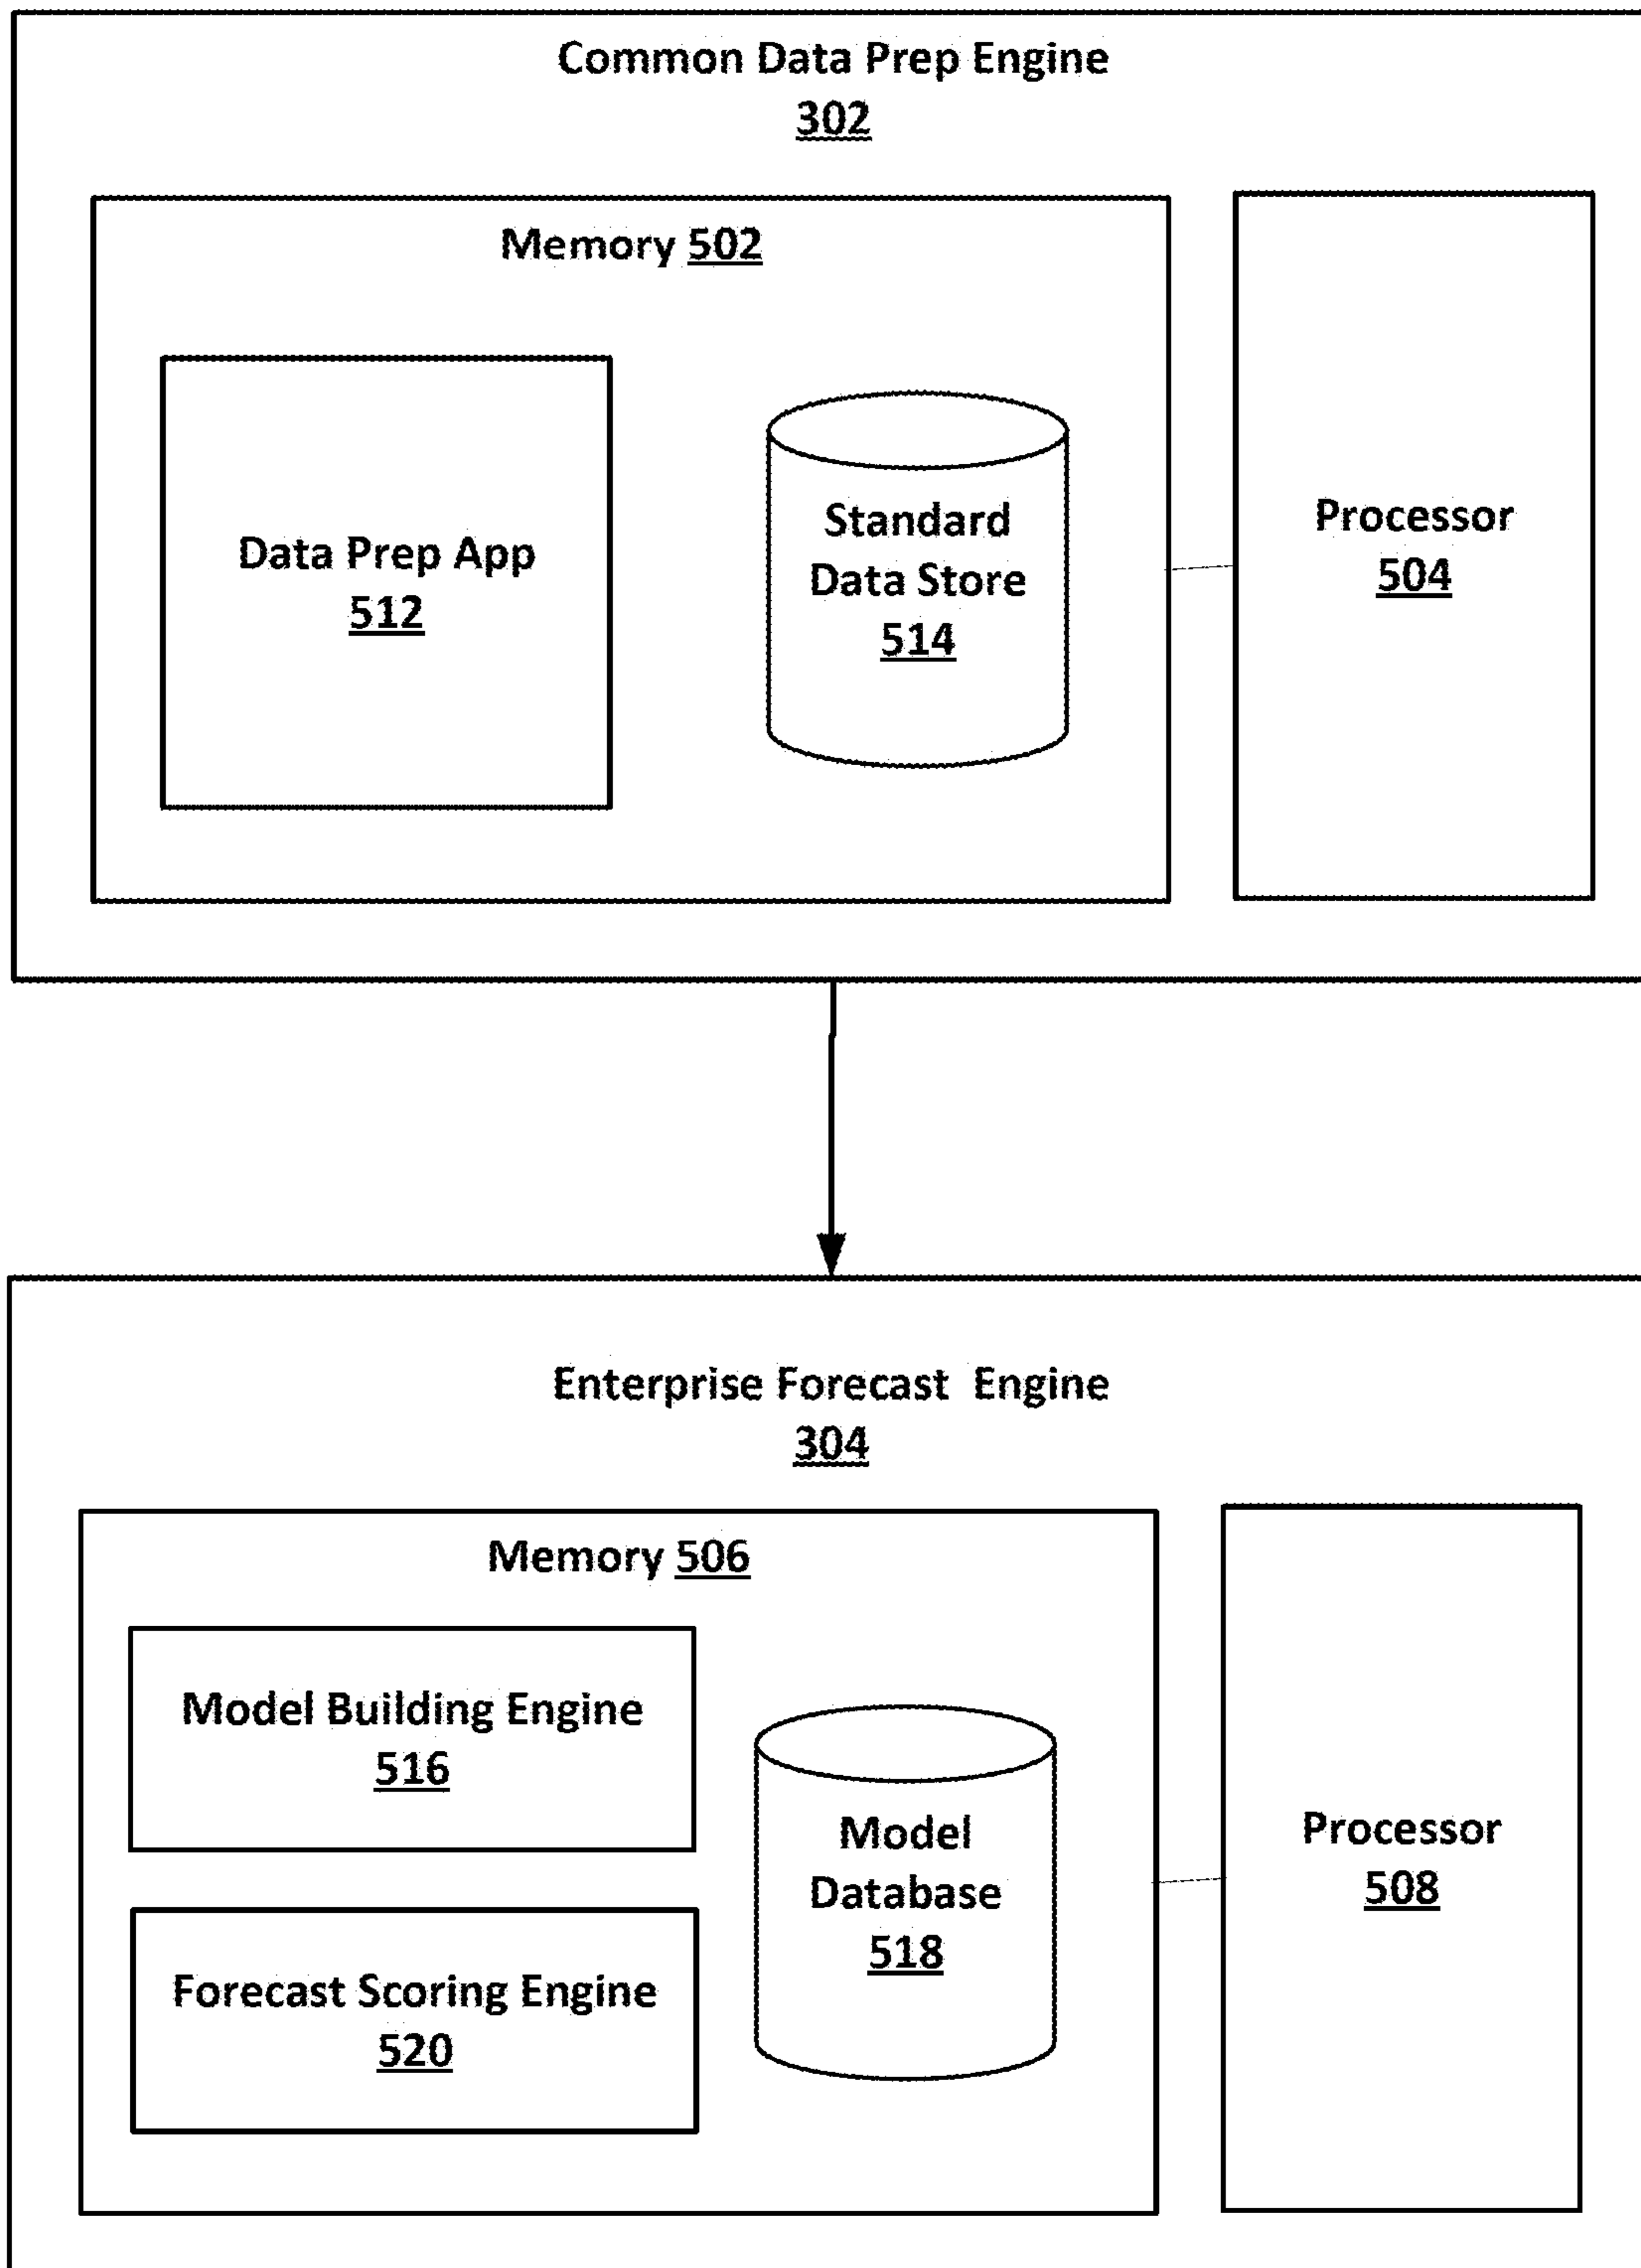 Common Data Prep Engine
302
Memory 502
Data Prep App
512
Standard
Data Store
514
Processor
504
Enterprise Forecast Engine
304
Memory 506
Model Building Engine
516
Forecast Scoring Engine
520
Model
Database
518
Processor
508